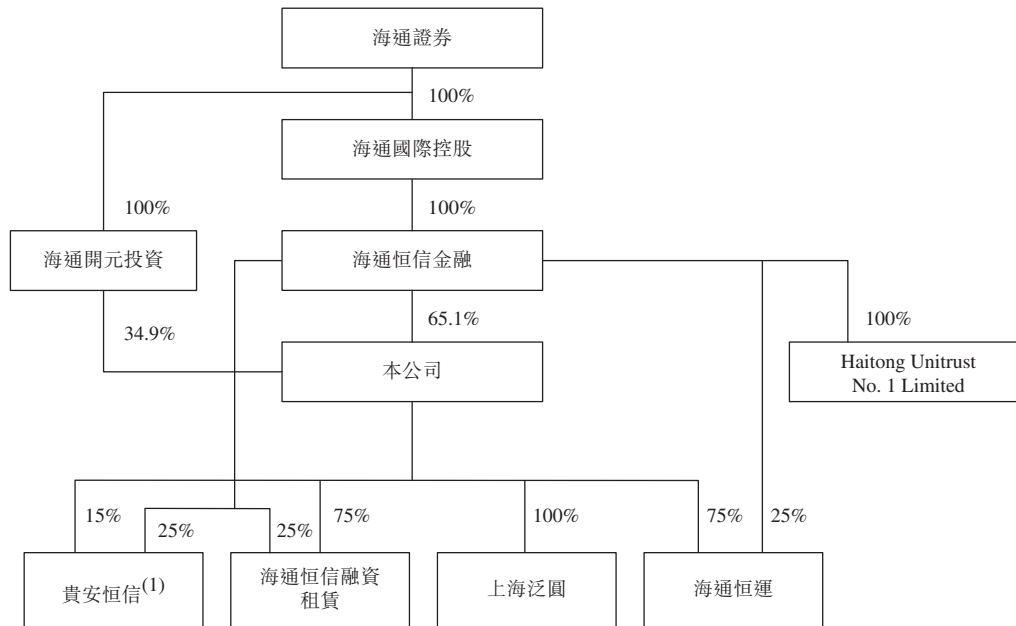 海通證券
100%
海通國際控股
100%
100%
海通開元投資
海通恒信金融
34.9%
65.1%
100%
本公司
Haitong Unitrust
No. 1 Limited
15%
25%
25%
75%
100%
75%
25%
貴安恒信(1)
海通恒信融資
租賃
上海泛圓
海通恒運